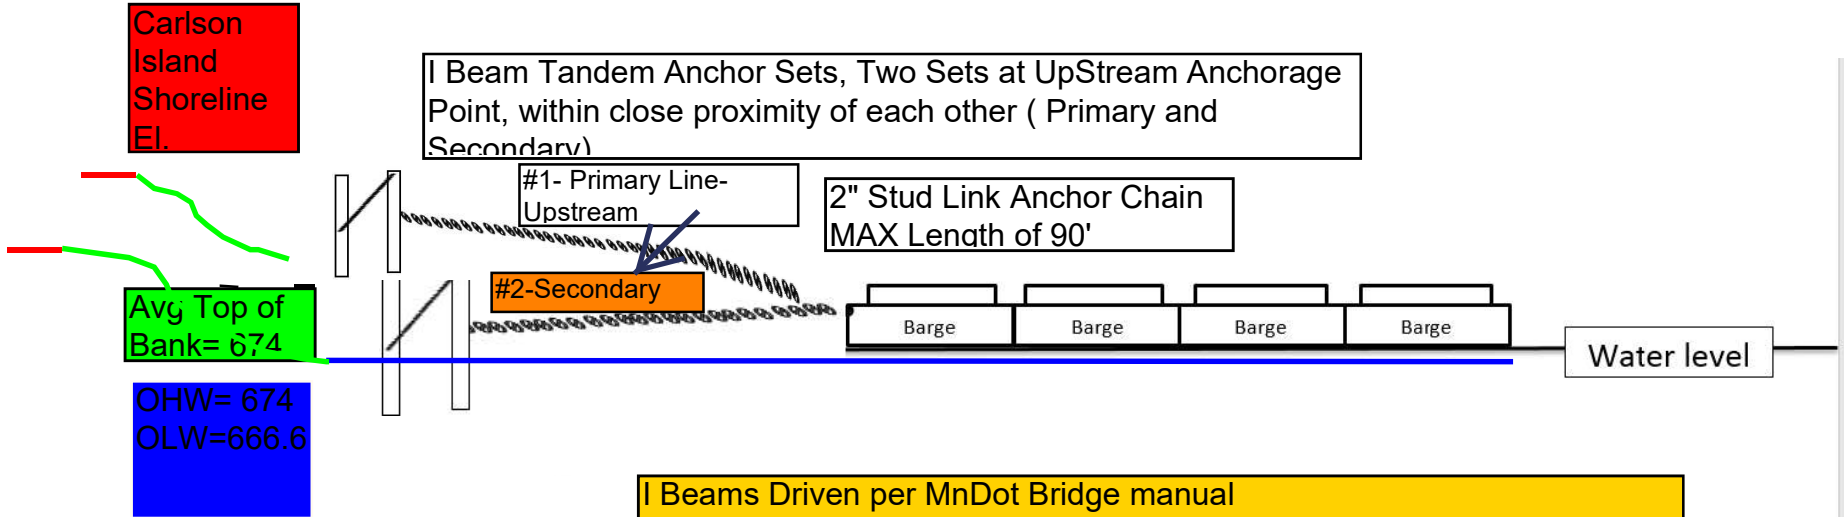 Carlson
Island
Shoreline
El.
I Beam Tandem Anchor Sets, Two Sets at UpStream Anchorage
Point, within close proximity of each other ( Primary and
Secondary)
#1- Primary Line-
Upstream
2" Stud Link Anchor Chain
MAX Length of 90'
#2-Secondary
Avg Top of
Bank= 674
Barge
Barge
Barge
Barge
Water level
OHW= 674
OLW=666.6
I Beams Driven per MnDot Bridge manual